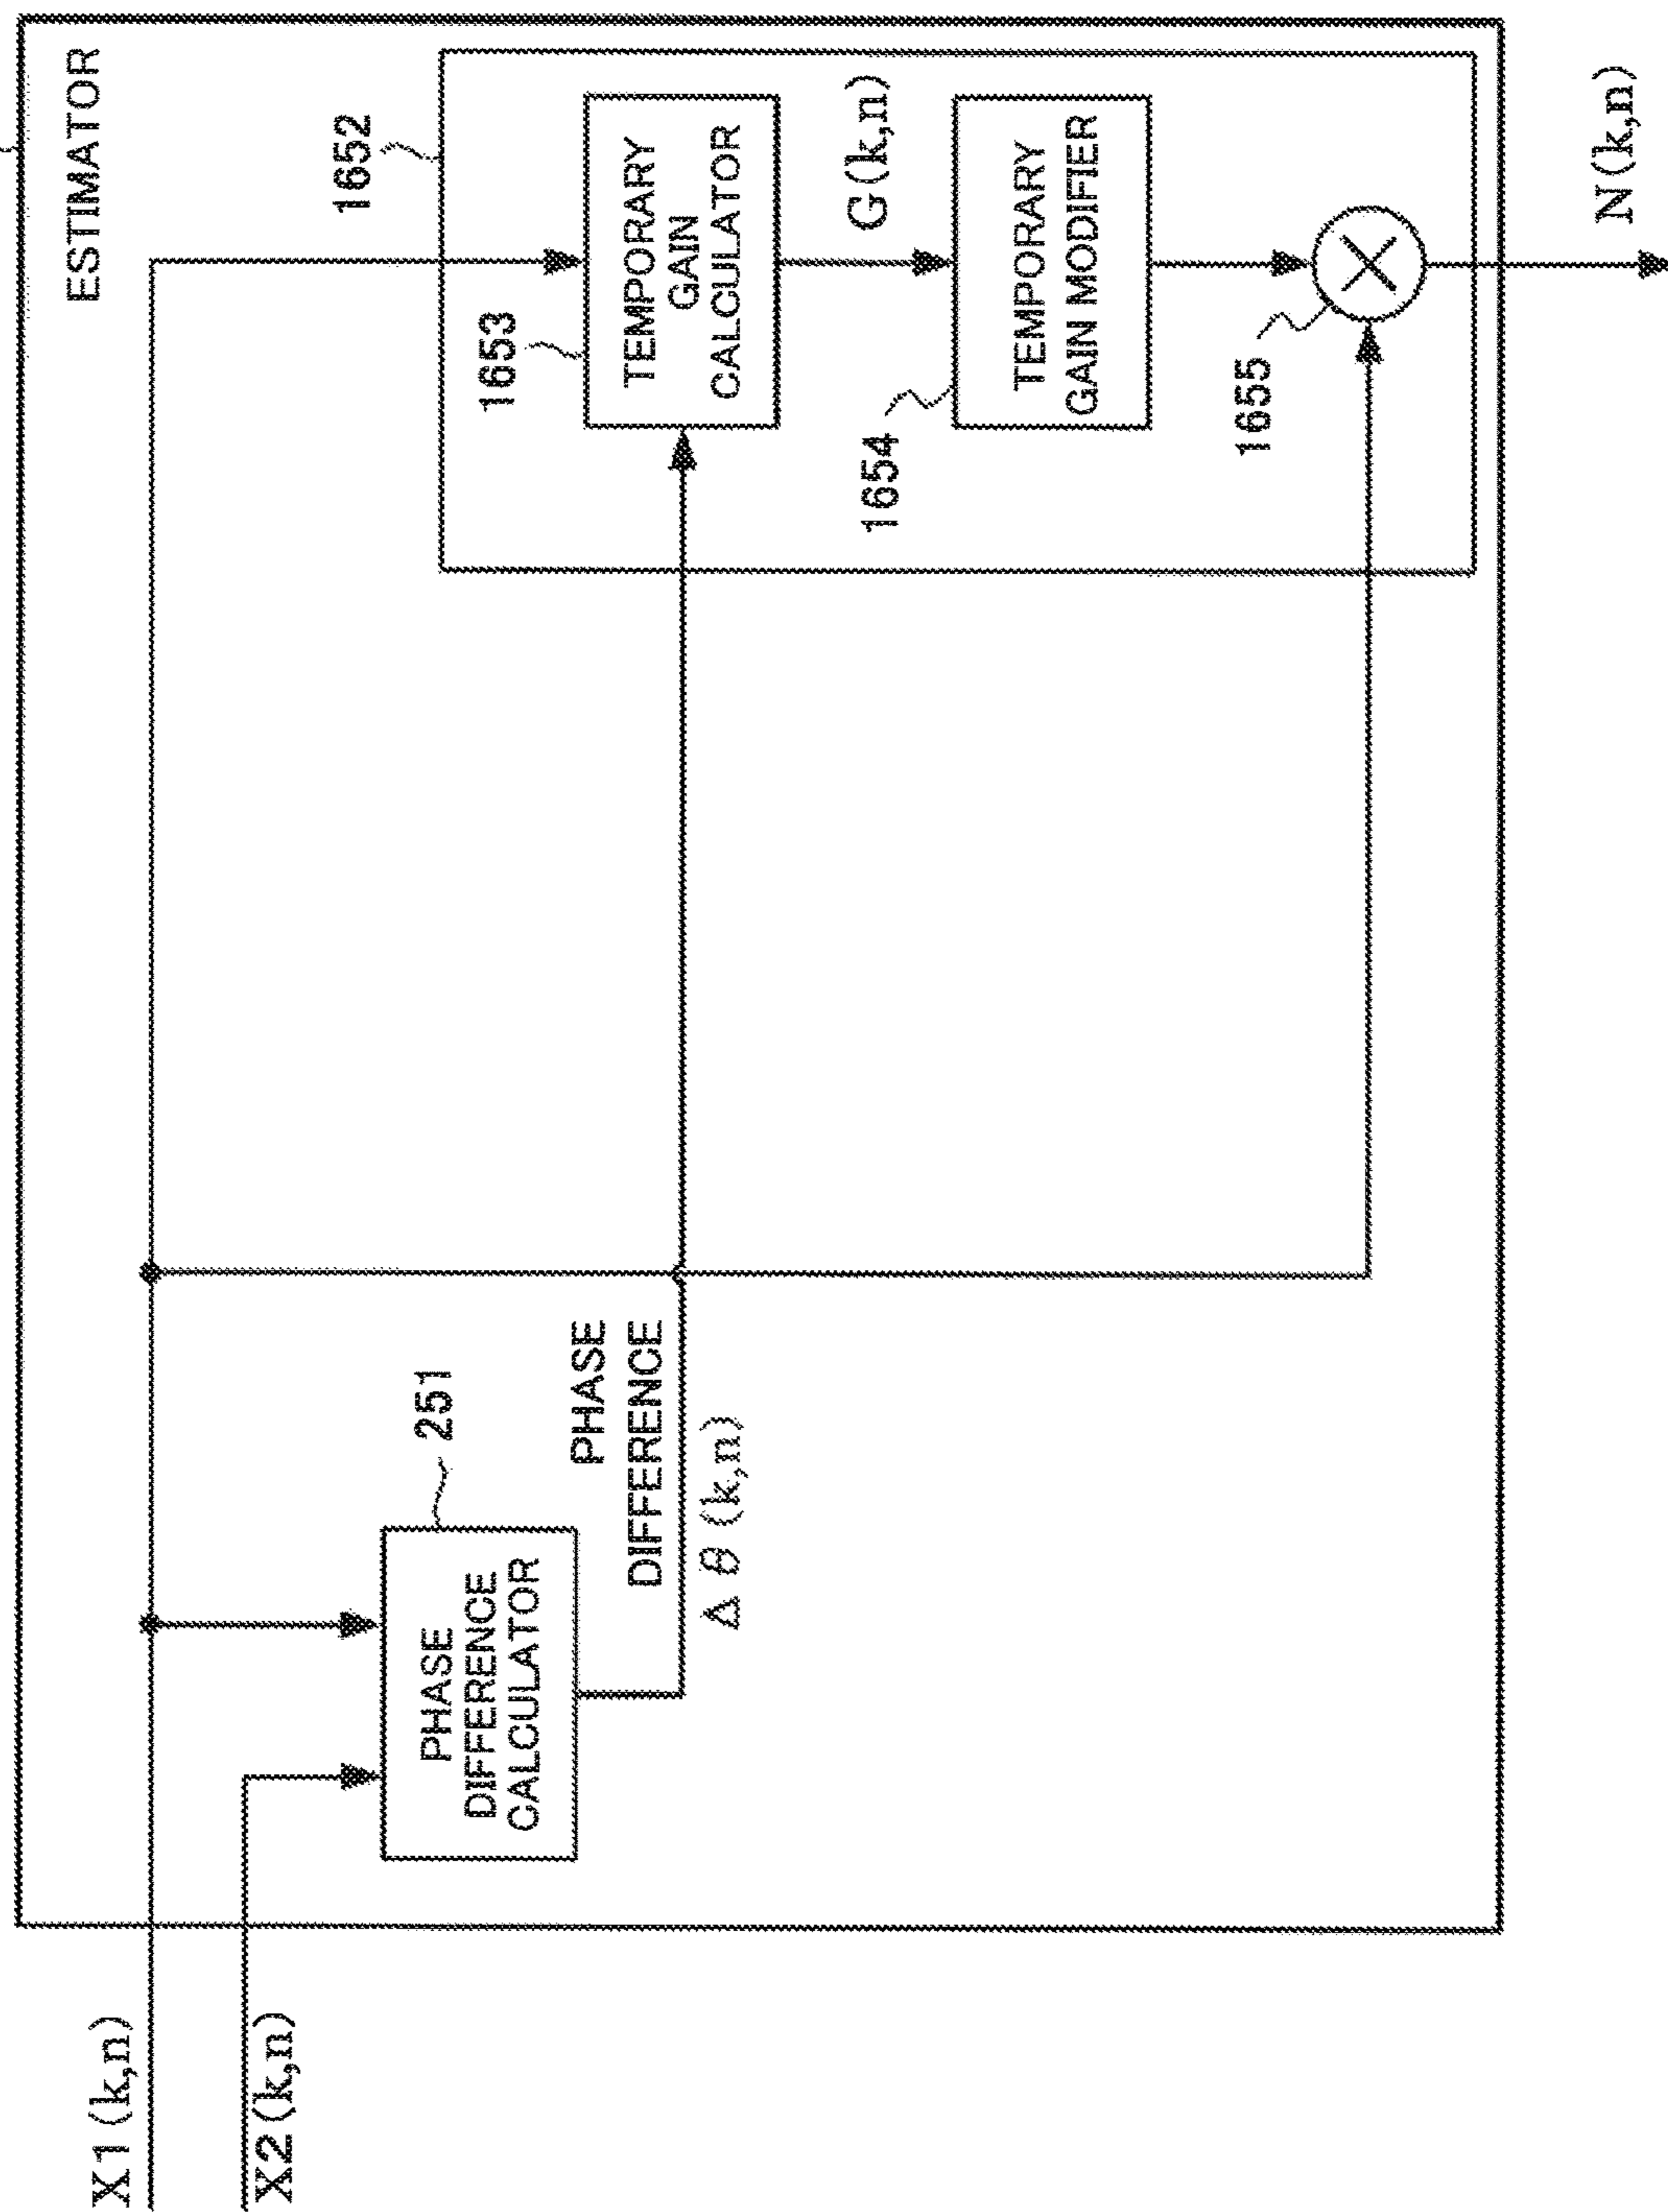 ESTIMATOR
X1(k,n)
X2(k,n)
251
PHASE
DIFFERENCE
CALCULATOR
PHASE
DIFFERENCE
Δθ(k,n)
1652
1653
TEMPORARY
GAIN
CALCULATOR
G(k,n)
1654
TEMPORARY
GAIN MODIFIER
1655
N(k,n)